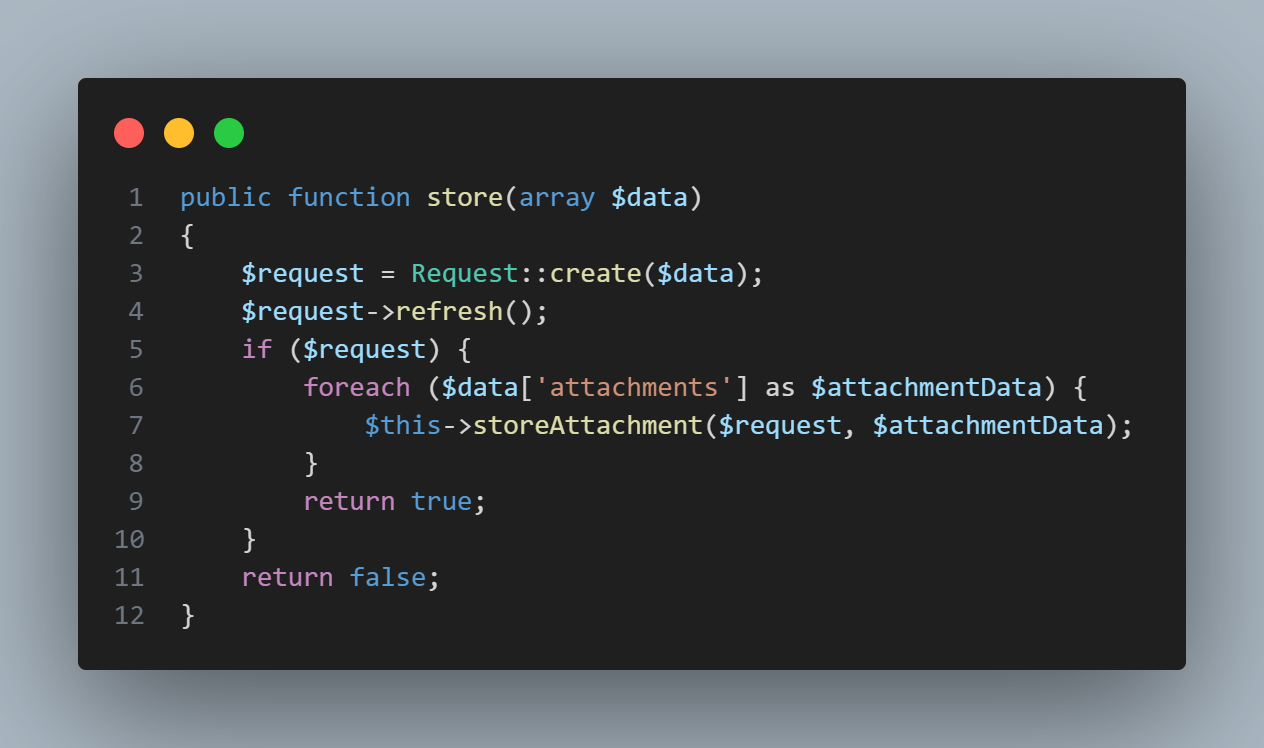 1 public function store(array $data)
2 {
3     $request = Request::create($data);
4     $request->refresh();
5     if ($request) {
6         foreach ($data['attachments'] as $attachmentData) {
7             $this->storeAttachment($request, $attachmentData);
8         }
9         return true;
10     }
11     return false;
12 }